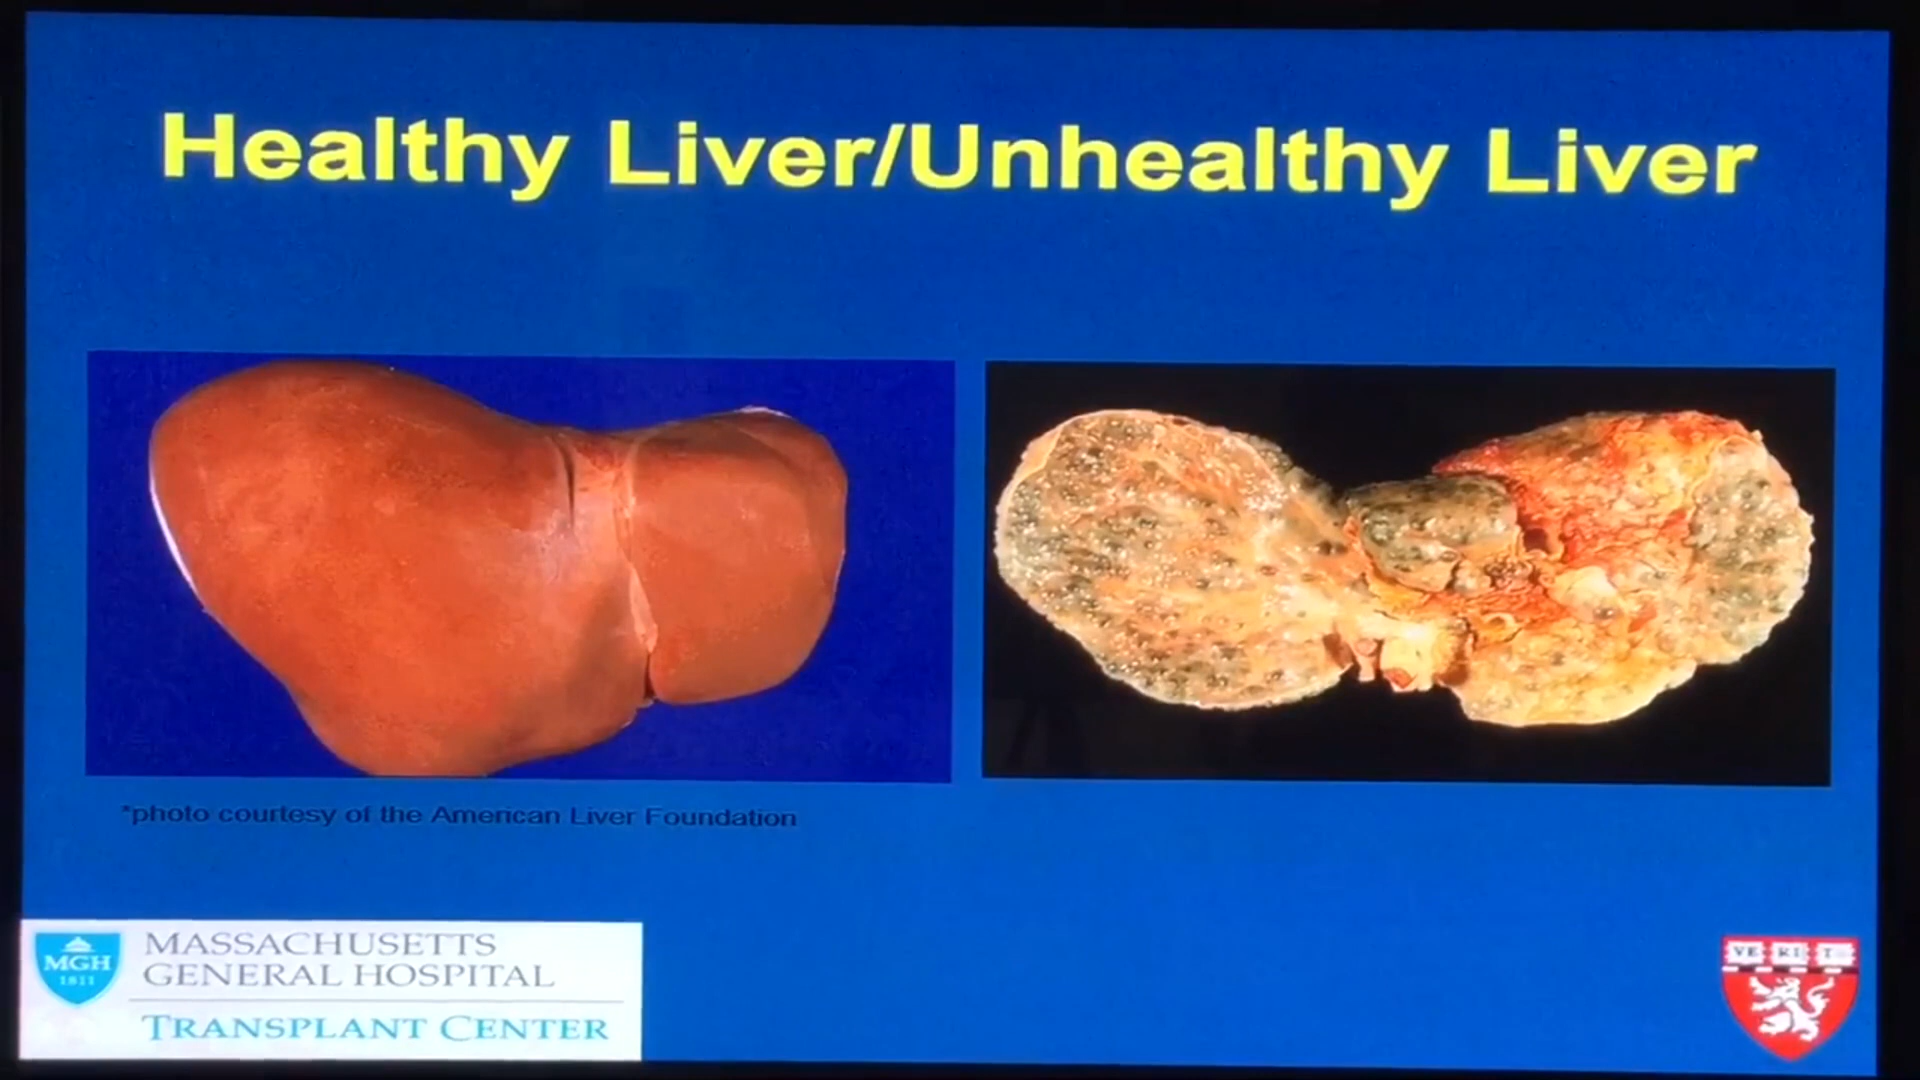 Healthy Liver/Unhealthy Liver
*photo courtesy of the American Liver Foundation
MGH
1811
MASSACHUSETTS
GENERAL HOSPITAL
TRANSPLANT CENTER
VE RI T